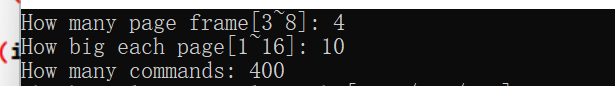 How many page frame[3~8]: 4
How big each page[1~16]: 10
How many commands: 400